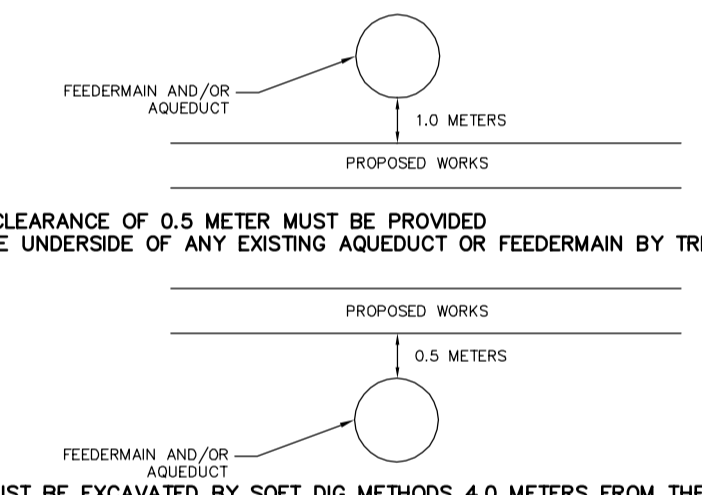 FEEDERMAIN AND/OR
AQUEDUCT
1.0 METERS
PROPOSED WORKS
CLEARANCE OF 0.5 METER MUST BE PROVIDED
UNDERSIDE OF ANY EXISTING AQUEDUCT OR FEEDERMAIN BY
PROPOSED WORKS
0.5 METERS
FEEDERMAIN AND/OR
AQUEDUCT
BE EXCAVATED BY SOFT DIG METHODS 4.0 METERS FROM THE